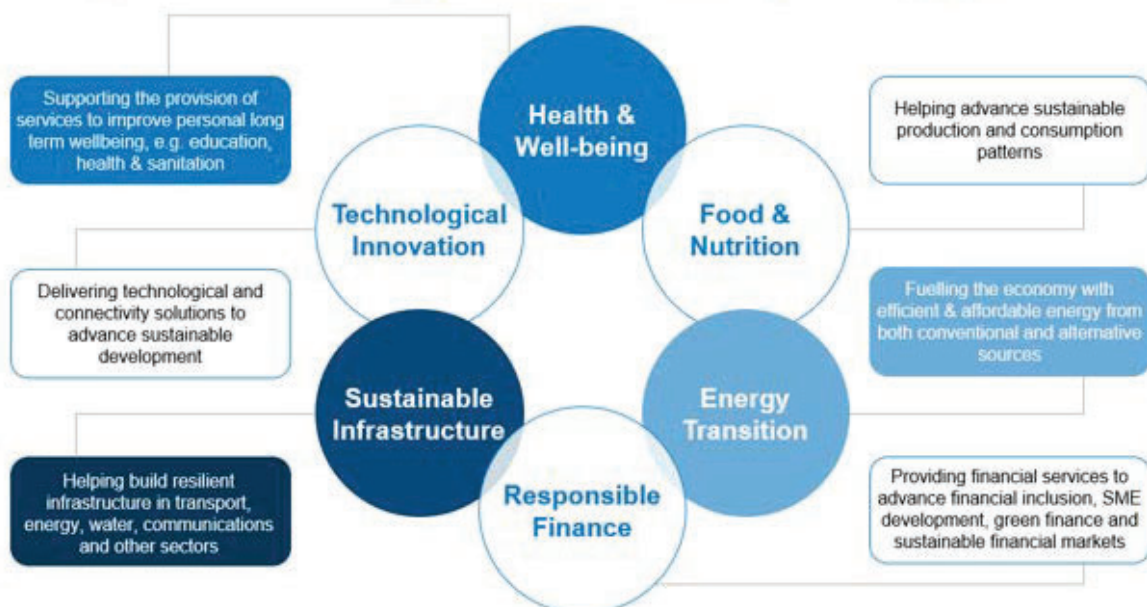 Supporting the provision of
services to improve personal long
term wellbeing, e.g. education,
health & sanitation
Health &
Well-being
Helping advance sustainable
production and consumption
patterns
Technological
Innovation
Food &
Nutrition
Delivering technological and
connectivity solutions to
advance sustainable
development
Fuelling the economy with
efficient & affordable energy from
both conventional and alternative
sources
Sustainable
Infrastructure
Energy
Transition
Helping build resilient
infrastructure in transport,
energy, water, communications
and other sectors
Responsible
Finance
Providing financial services to
advance financial inclusion, SME
development, green finance and
sustainable financial markets